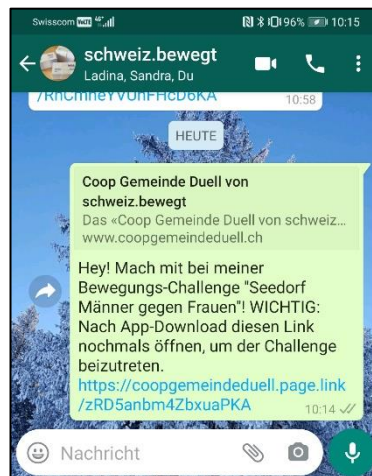 Swisscom VoLTE 4G 96% 10:15
schweiz.bewegt
Ladina, Sandra, Du
10:58
HEUTE
Coop Gemeinde Duell von
schweiz.bewegt
Das «Coop Gemeinde Duell von schweiz...
www.coopgemeindeduell.ch
Hey! Mach mit bei meiner
Bewegungs-Challenge "Seedorf
Männer gegen Frauen"! WICHTIG:
Nach App-Download diesen Link
nochmals öffnen, um der Challenge
beizutreten.
https://coopgemeindeduell.page.link
/zRD5anbm4ZbxuaPKA 10:14
Nachricht